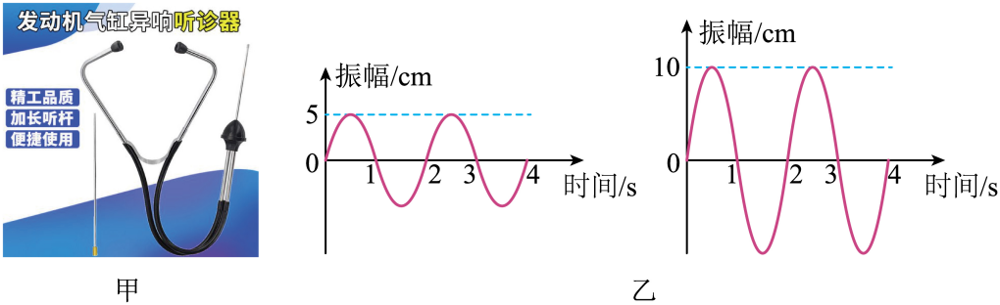 发动机气缸异响听诊器
精工品质
加长听杆
便捷使用
甲
振幅/cm
5
0
1 2 3 4
时间/s
振幅/cm
10
0
1 2 3 4
时间/s
乙